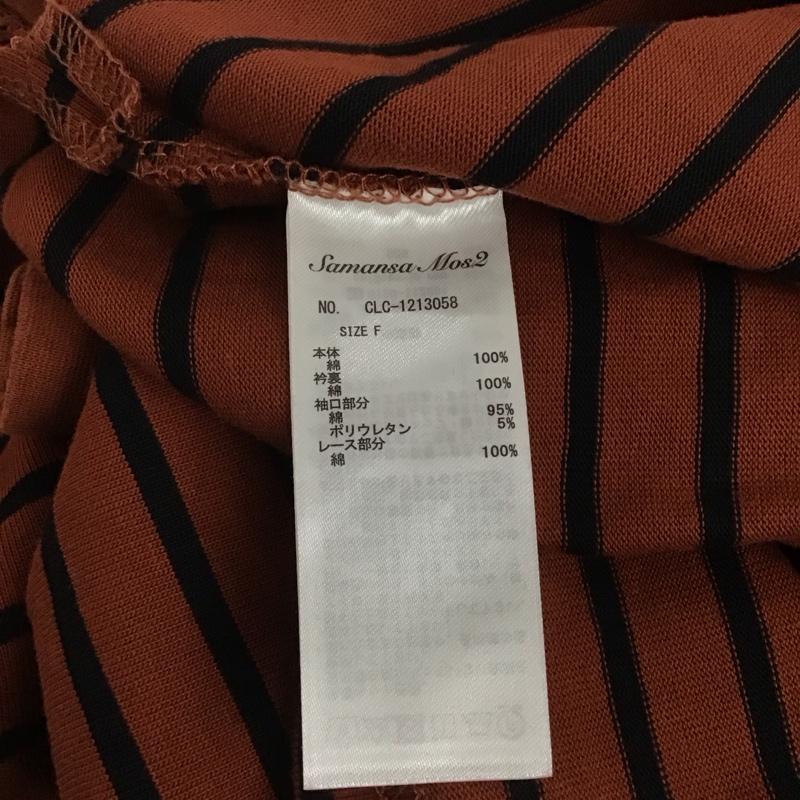 Samansa Mos2
NO. CLC-1213058
SIZE F
本体
綿 100%
衿裏
綿 100%
袖口部分
綿 95%
ポリウレタン 5%
レース部分
綿 100%